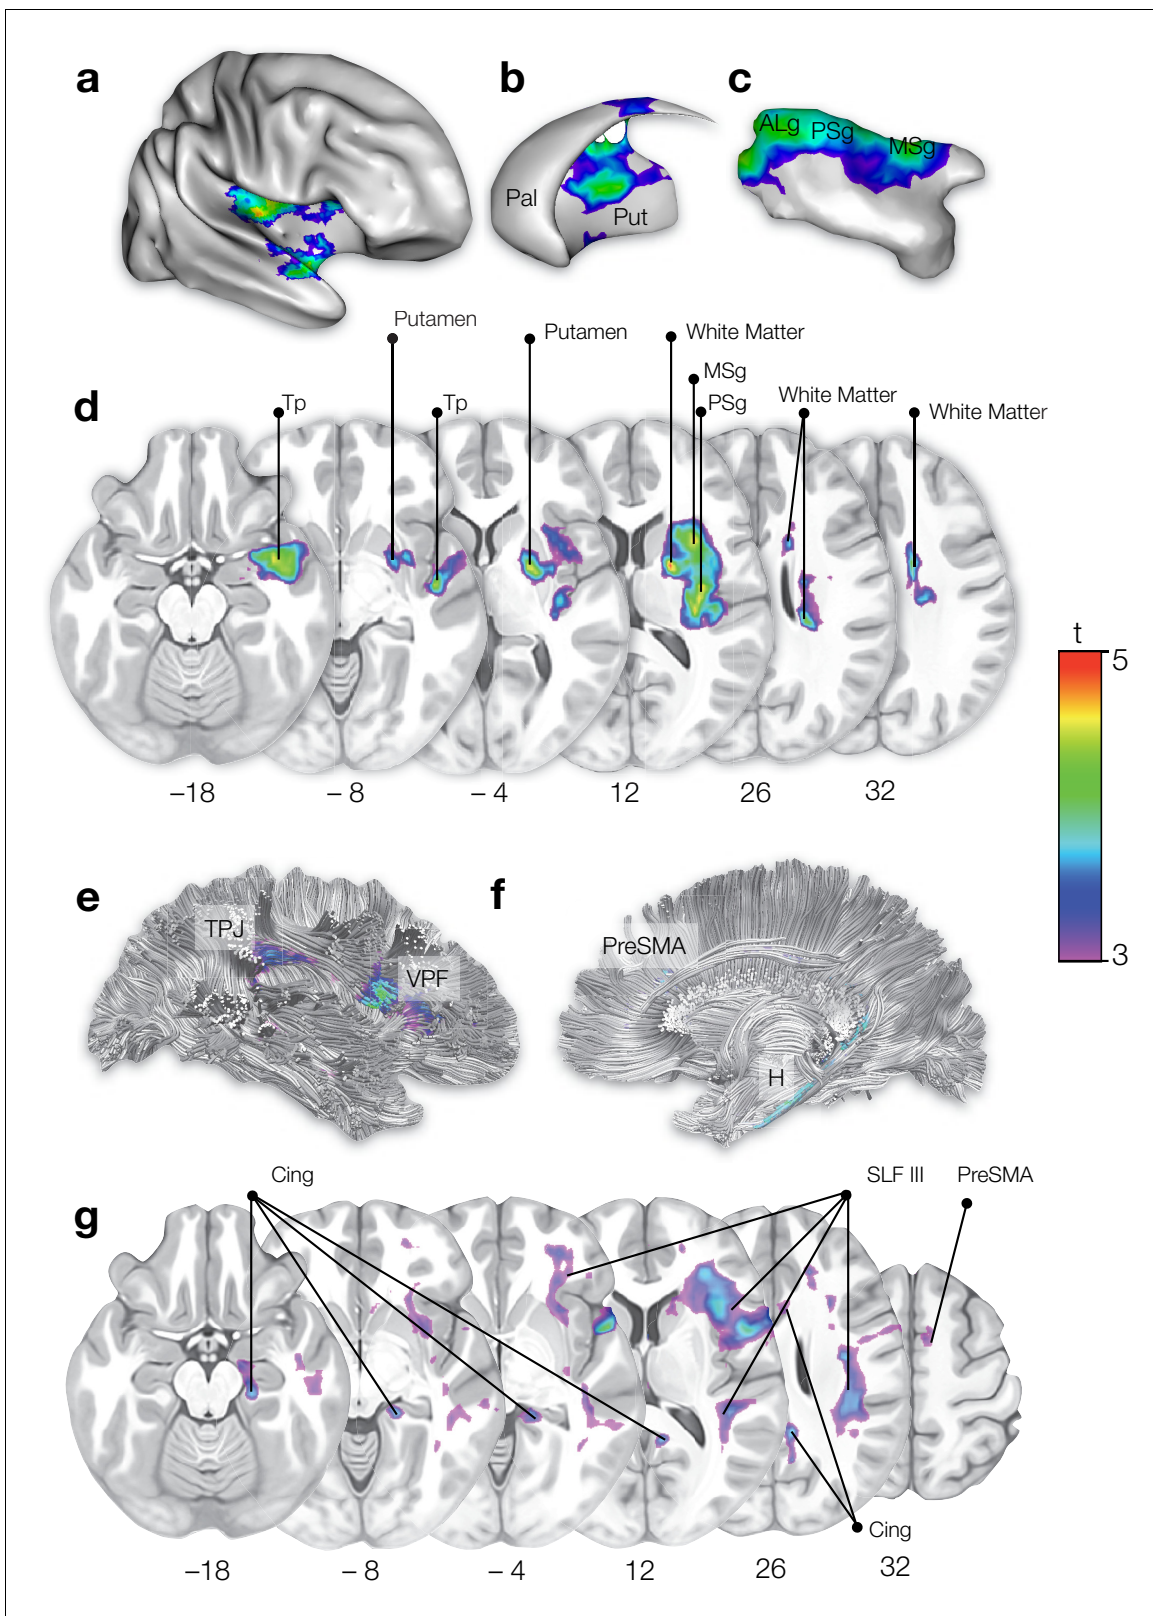 a
b
c
ALg
PSg
MSg
Pal
Put
Putamen
Putamen
White Matter
MSg
White Matter
d
Tp
Tp
PSg
White Matter
t
5
3
−18
− 8
− 4
12
26
32
e
f
TPJ
PreSMA
VPF
H
Cing
SLF III
PreSMA
g
Cing
−18
− 8
− 4
12
26
32